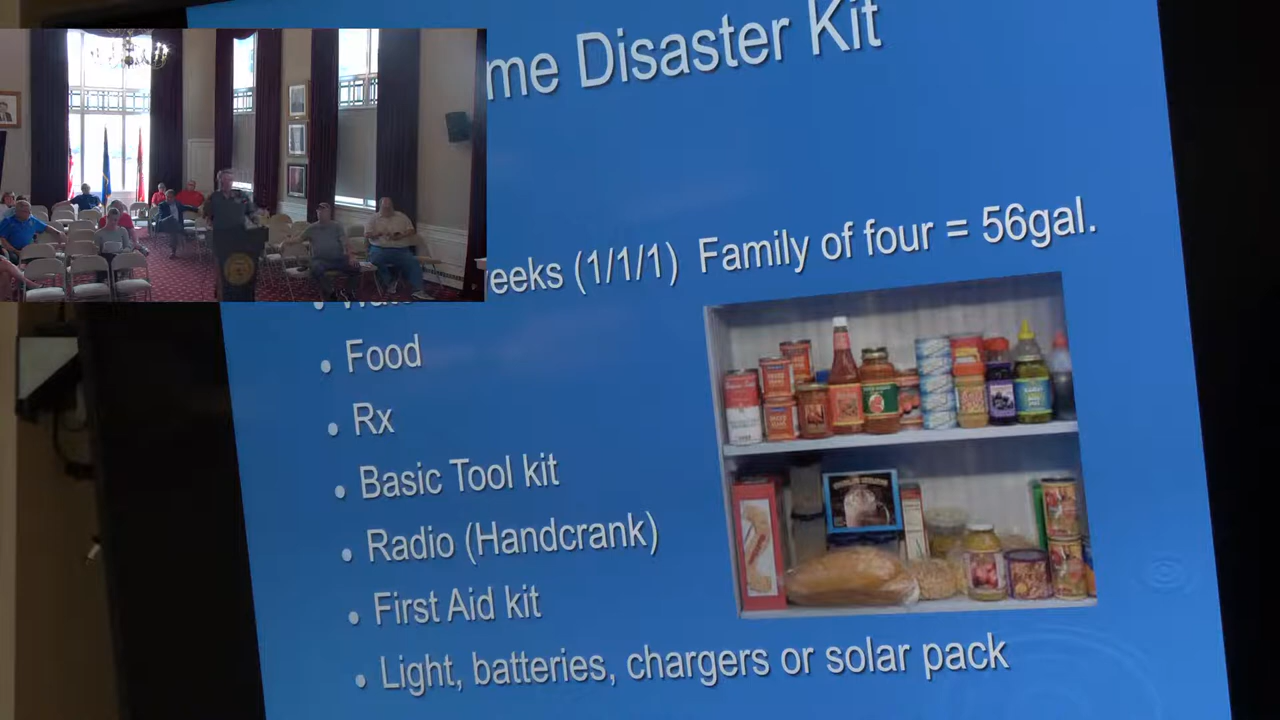 me Disaster Kit
eeks (1/1/1) Family of four = 56gal.
• Food
• Rx
• Basic Tool kit
• Radio (Handcrank)
• First Aid kit
• Light, batteries, chargers or solar pack